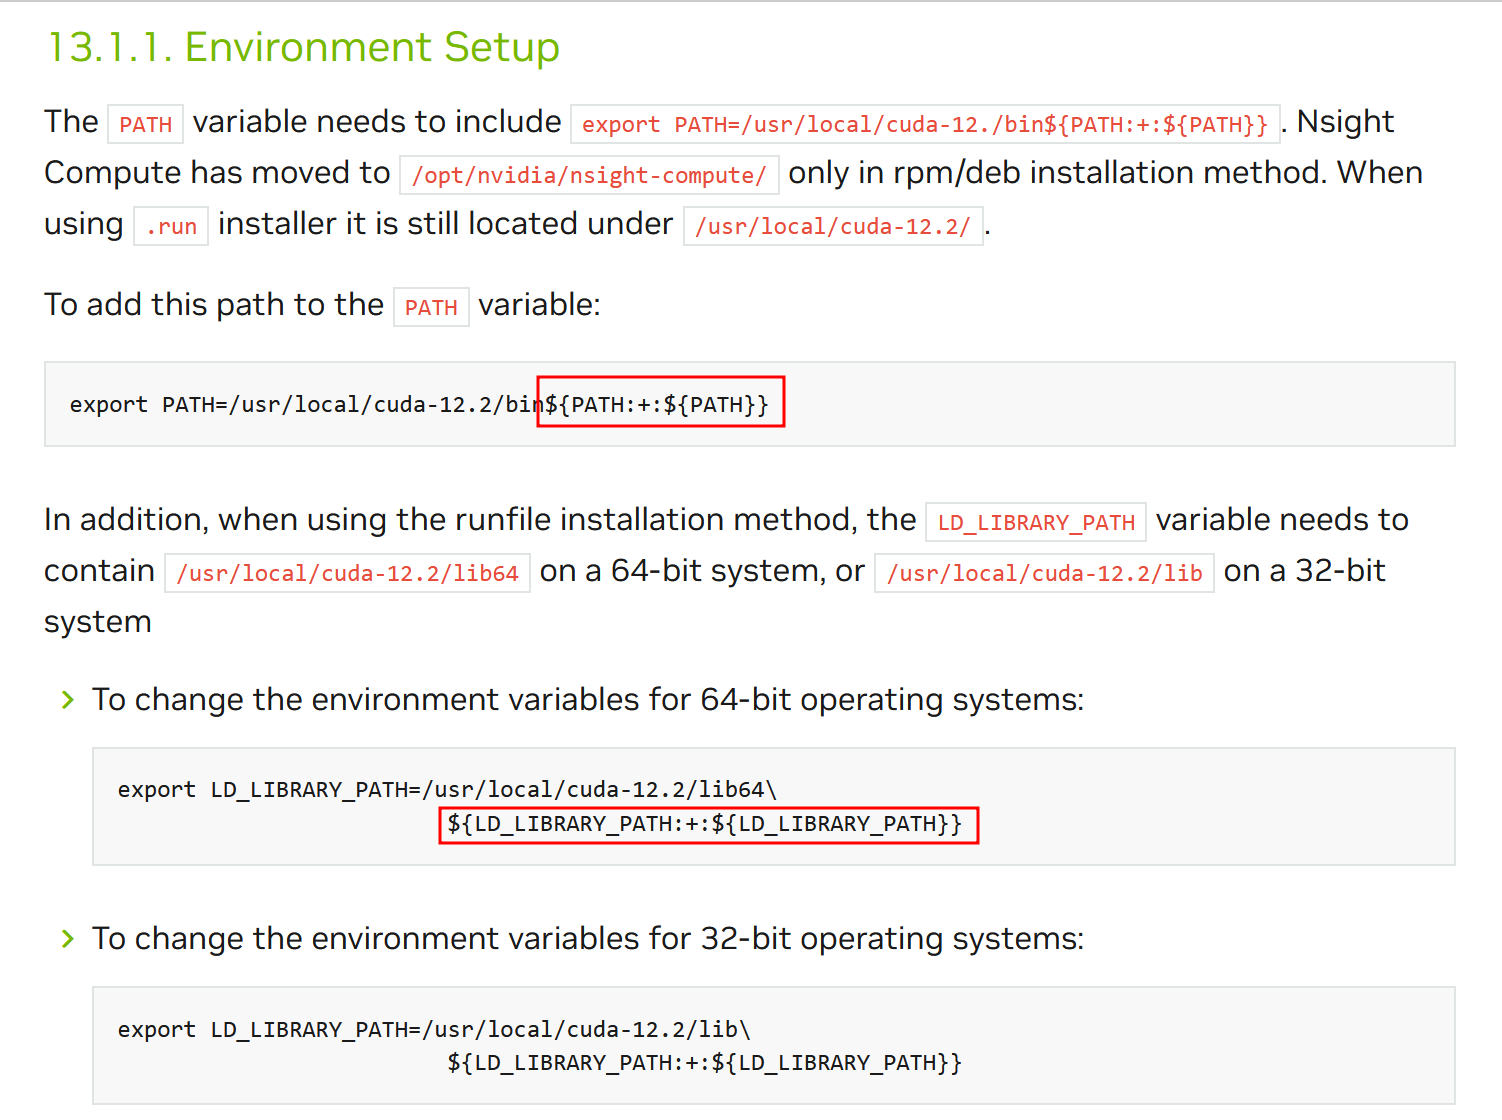 13.1.1. Environment Setup
The PATH variable needs to include export PATH=/usr/local/cuda-12./bin${PATH:+:${PATH}} . Nsight
Compute has moved to /opt/nvidia/nsight-compute/ only in rpm/deb installation method. When
using .run installer it is still located under /usr/local/cuda-12.2/ .
To add this path to the PATH variable:
export PATH=/usr/local/cuda-12.2/bin${PATH:+:${PATH}}
In addition, when using the runfile installation method, the LD_LIBRARY_PATH variable needs to
contain /usr/local/cuda-12.2/lib64 on a 64-bit system, or /usr/local/cuda-12.2/lib on a 32-bit
system
To change the environment variables for 64-bit operating systems:
export LD_LIBRARY_PATH=/usr/local/cuda-12.2/lib64\
${LD_LIBRARY_PATH:+:${LD_LIBRARY_PATH}}
To change the environment variables for 32-bit operating systems:
export LD_LIBRARY_PATH=/usr/local/cuda-12.2/lib\
${LD_LIBRARY_PATH:+:${LD_LIBRARY_PATH}}